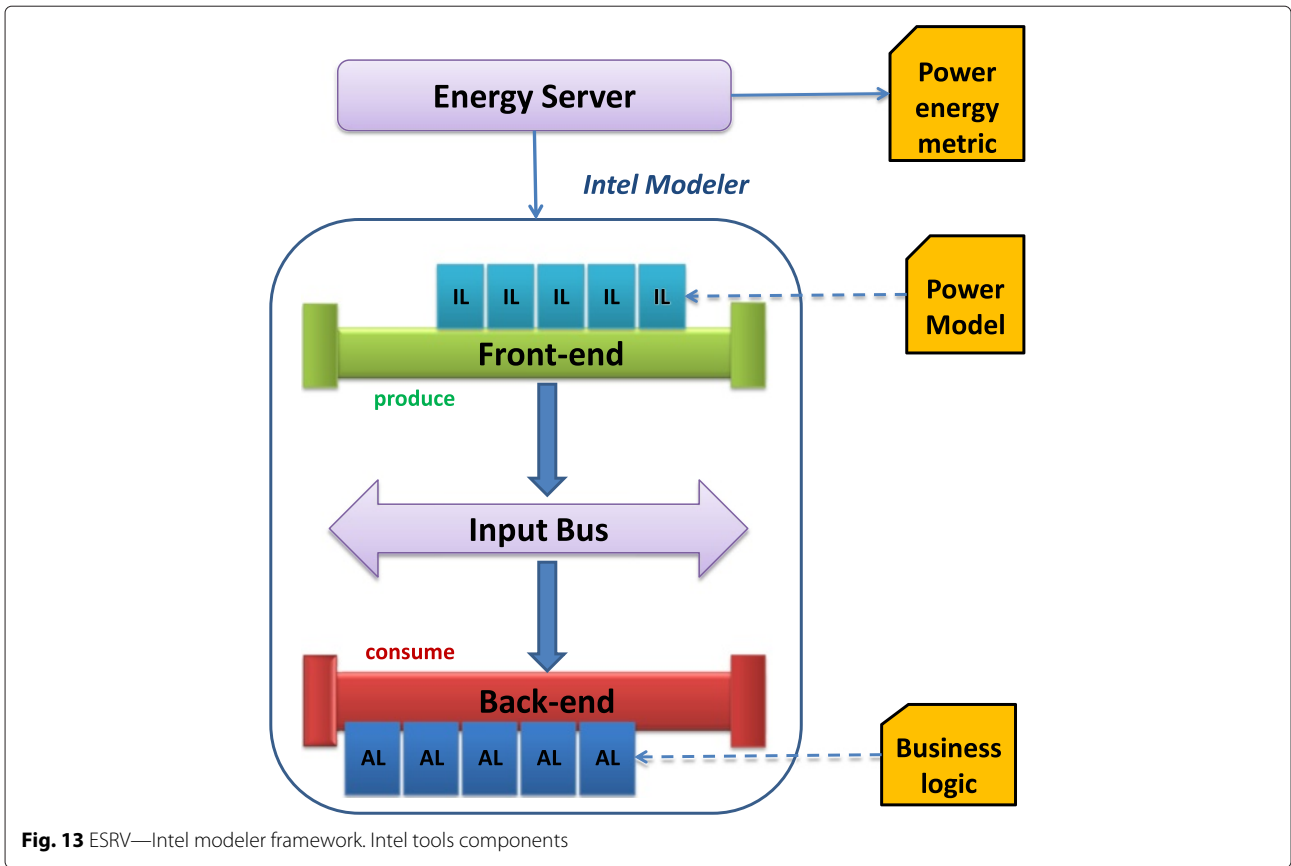 Energy Server
Power
energy
metric
Intel Modeler
IL IL IL IL IL
Power
Model
Front-end
produce
Input Bus
consume
Back-end
AL AL AL AL AL
Business
logic
Fig. 13 ESRV—Intel modeler framework. Intel tools components